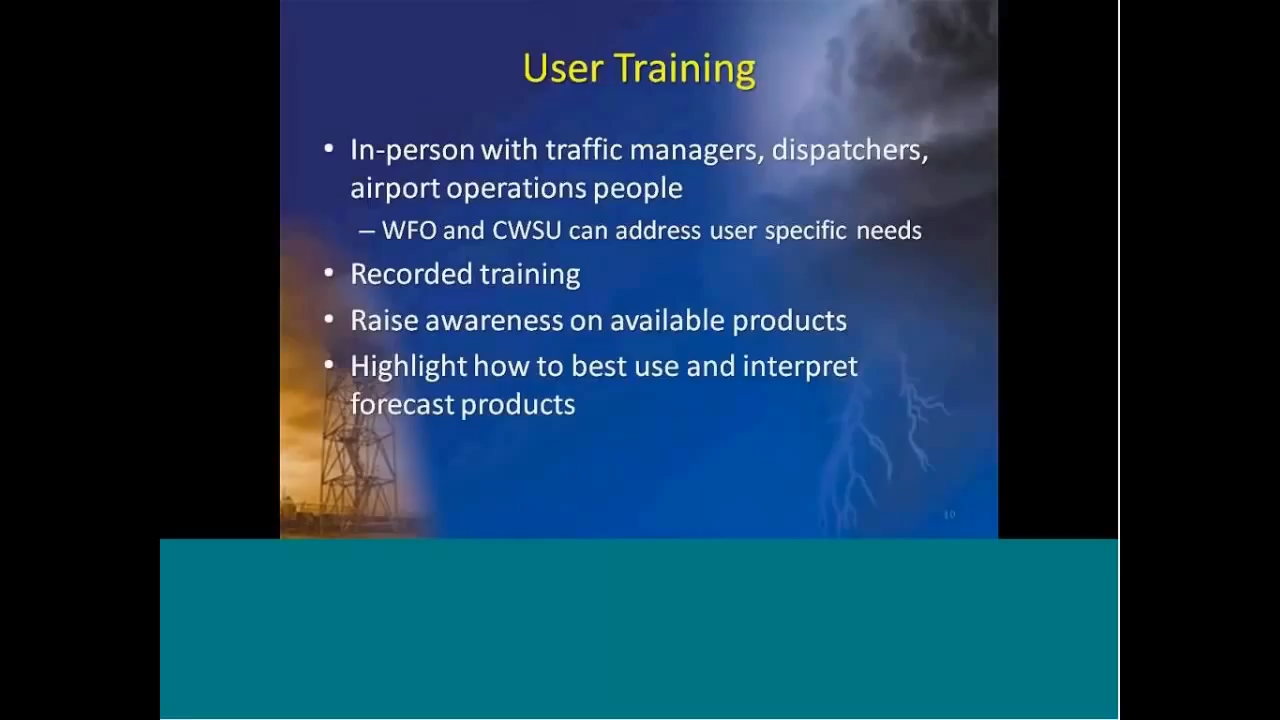 User Training
• In-person with traffic managers, dispatchers,
airport operations people
– WFO and CWSU can address user specific needs
• Recorded training
• Raise awareness on available products
• Highlight how to best use and interpret
forecast products
10